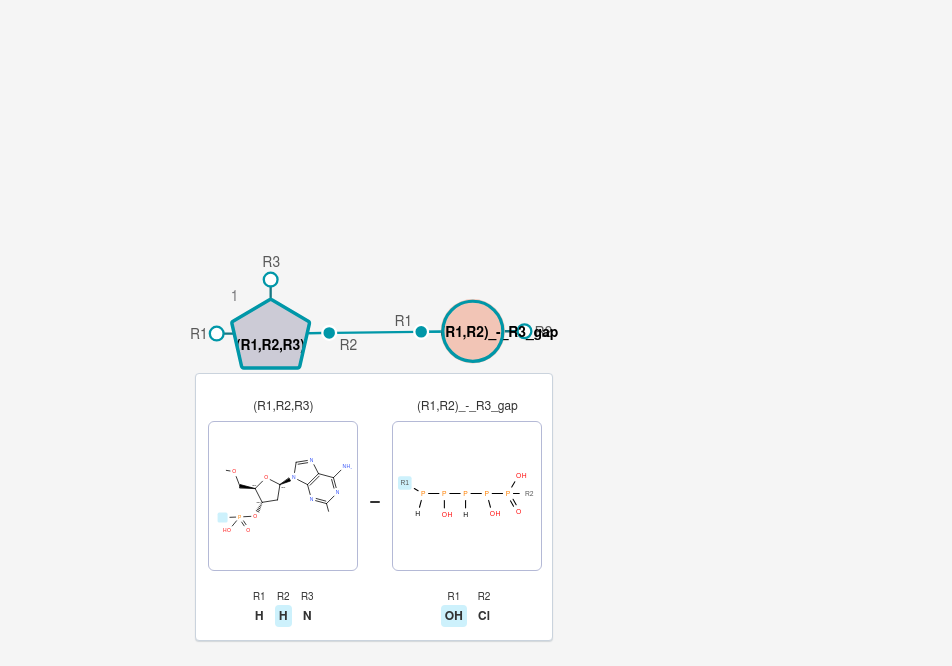 R3
1
R1
(R1,R2,R3)
R2
R1
R1,R2)_-_R3_gap
(R1,R2,R3)
(R1,R2)_-_R3_gap
O
O
N
N
N
N
NH
P
O
HO
O
R1
P
P
P
P
P
R2
OH
O
H
OH
H
OH
R1 R2 R3
H H N
R1 R2
OH Cl